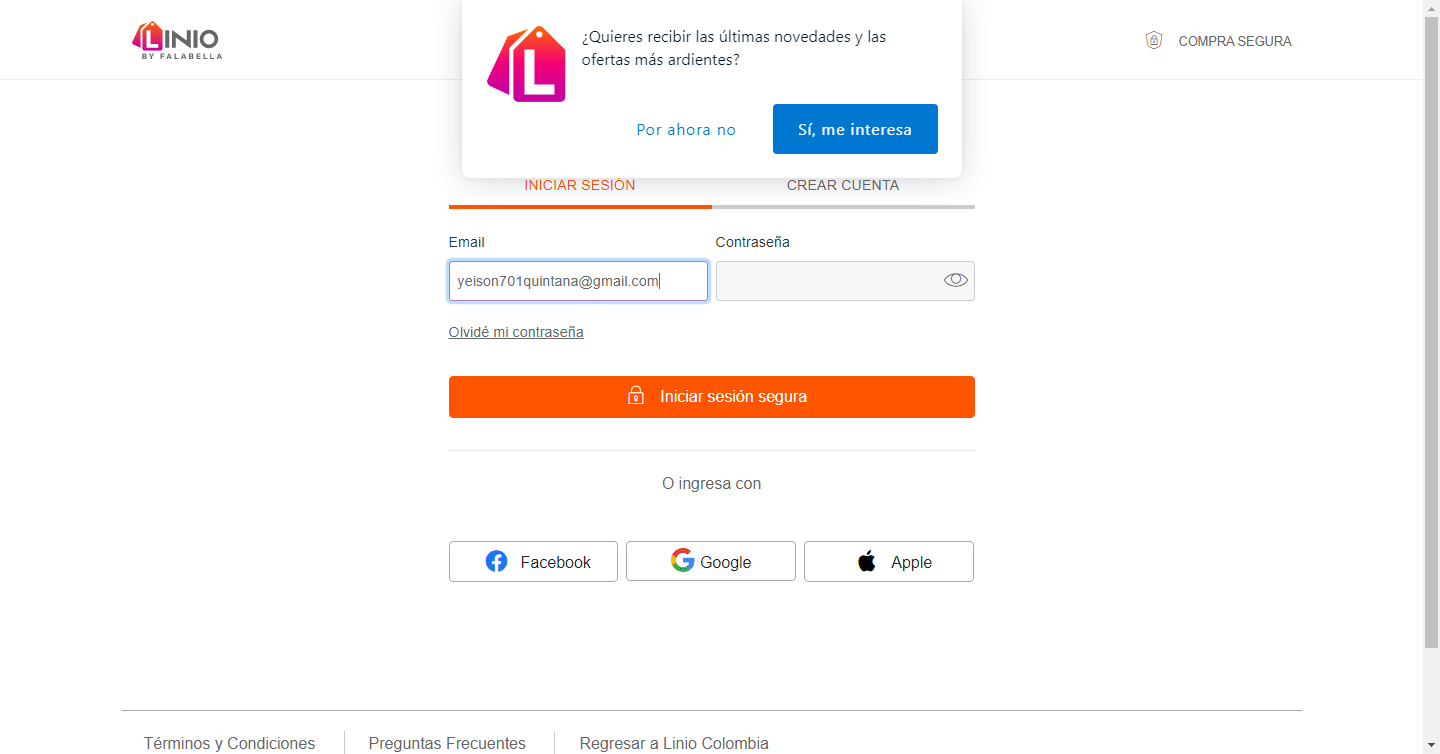 LINIO
BY FALABELLA
¿Quieres recibir las últimas novedades y las
ofertas más ardientes?
Por ahora no
Sí, me interesa
COMPRA SEGURA
INICIAR SESIÓN
CREAR CUENTA
Email
Contraseña
yeison701quintana@gmail.com
Olvidé mi contraseña
Iniciar sesión segura
O ingresa con
Facebook
Google
Apple
Términos y Condiciones
Preguntas Frecuentes
Regresar a Linio Colombia